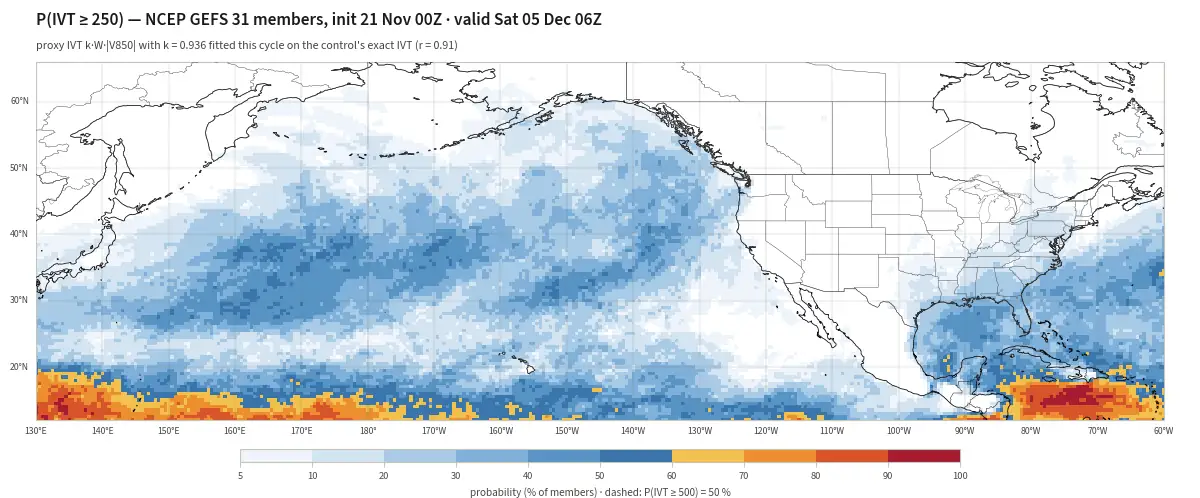 P(IVT ≥ 250) — NCEP GEFS 31 members, init 21 Nov 00Z · valid Sat 05 Dec 06Z
proxy IVT k·W·|V850| with k = 0.936 fitted this cycle on the control's exact IVT (r = 0.91)
60°N
50°N
40°N
30°N
20°N
130°E 140°E 150°E 160°E 170°E 180° 170°W 160°W 150°W 140°W 130°W 120°W 110°W 100°W 90°W 80°W 70°W 60°W
5 10 20 30 40 50 60 70 80 90 100
probability (% of members) · dashed: P(IVT ≥ 500) = 50 %